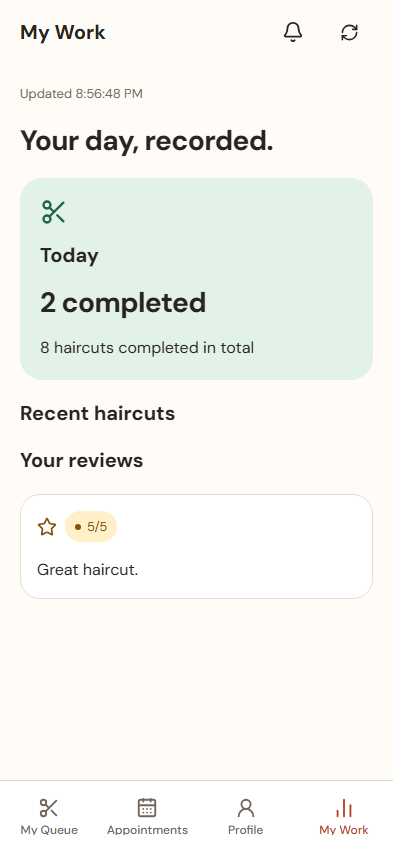 My Work
Updated 8:56:48 PM
Your day, recorded.
Today
2 completed
8 haircuts completed in total
Recent haircuts
Your reviews
5/5
Great haircut.
My Queue
Appointments
Profile
My Work